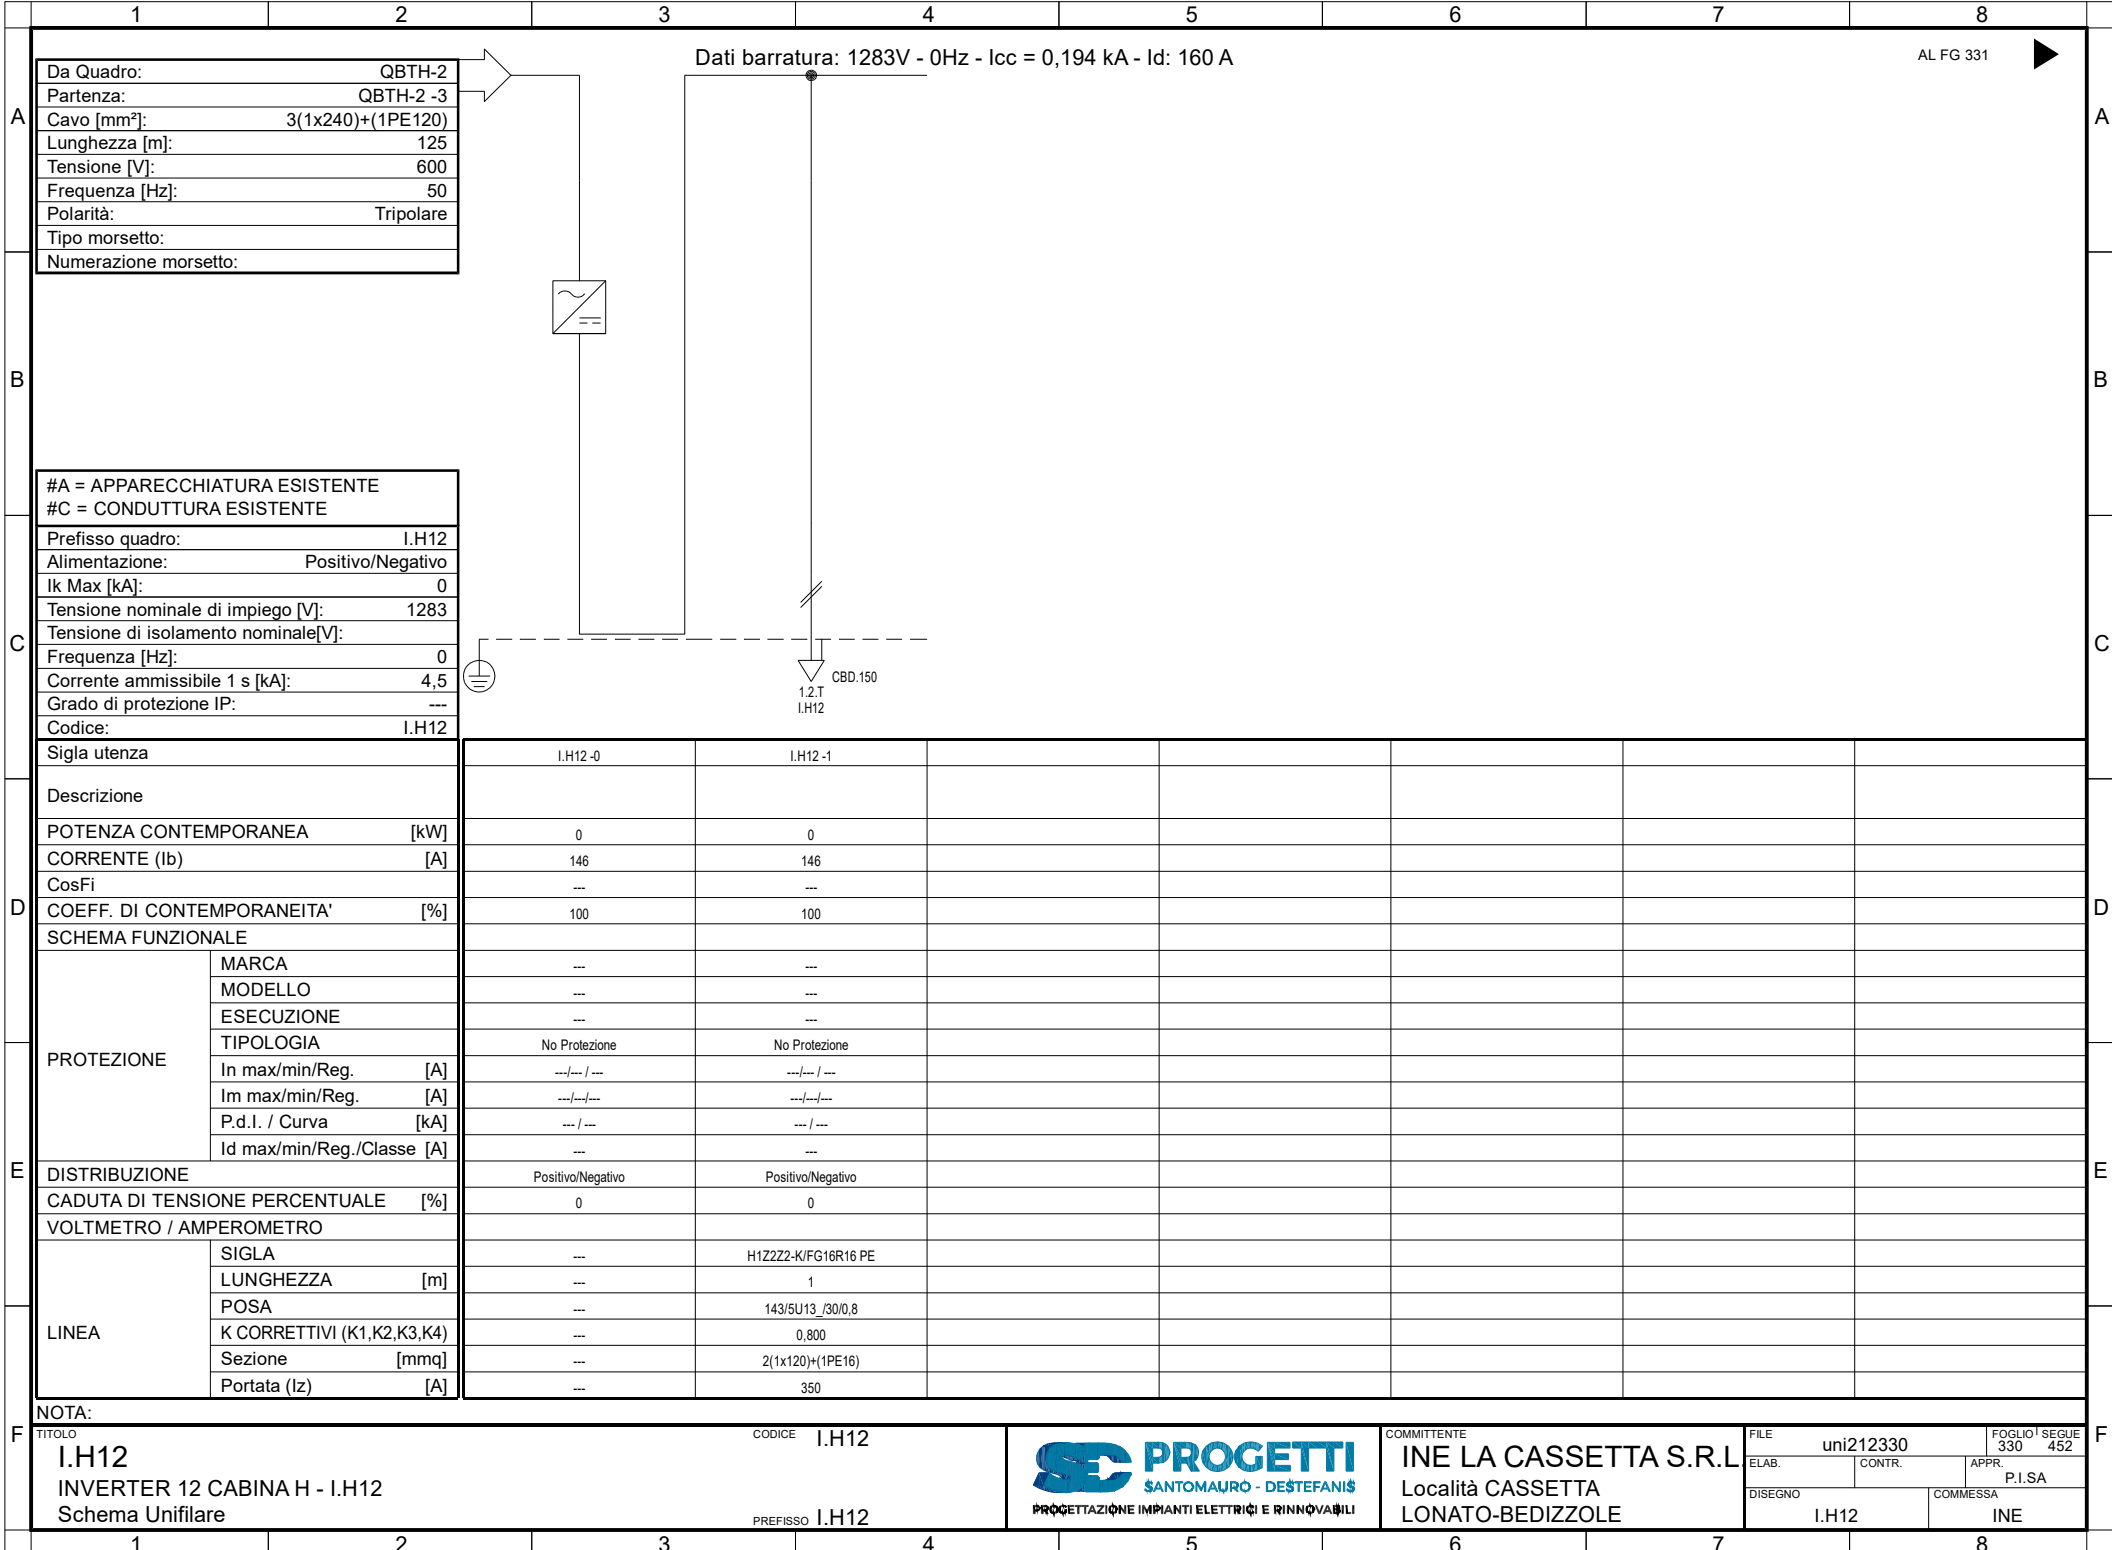 1 2 3 4 5 6 7 8
Dati barratura: 1283V - 0Hz - Icc = 0,194 kA - Id: 160 A
AL FG 331
Da Quadro: QBTH-2
Partenza: QBTH-2 -3
A A
Cavo [mm²]: 3(1x240)+(1PE120)
Lunghezza [m]: 125
Tensione [V]: 600
Frequenza [Hz]: 50
Polarità: Tripolare
Tipo morsetto:
Numerazione morsetto:
B B
#A = APPARECCHIATURA ESISTENTE
#C = CONDUTTURA ESISTENTE
Prefisso quadro: I.H12
Alimentazione: Positivo/Negativo
Ik Max [kA]: 0
Tensione nominale di impiego [V]: 1283
Tensione di isolamento nominale[V]:
C C
Frequenza [Hz]: 0
Corrente ammissibile 1 s [kA]: 4,5
Grado di protezione IP: ---
Codice: I.H12
CBD.150
1.2.T
I.H12
Sigla utenza I.H12 -0 I.H12 -1
Descrizione
POTENZA CONTEMPORANEA [kW] 0 0
CORRENTE (Ib) [A] 146 146
CosFi --- ---
D D
COEFF. DI CONTEMPORANEITA' [%] 100 100
SCHEMA FUNZIONALE
PROTEZIONE
MARCA --- ---
MODELLO --- ---
ESECUZIONE --- ---
TIPOLOGIA No Protezione No Protezione
In max/min/Reg. [A] ---/--- / --- ---/--- / ---
Im max/min/Reg. [A] ---/---/--- ---/---/---
P.d.I. / Curva [kA] --- / --- --- / ---
Id max/min/Reg./Classe [A] --- ---
E E
DISTRIBUZIONE Positivo/Negativo Positivo/Negativo
CADUTA DI TENSIONE PERCENTUALE [%] 0 0
VOLTMETRO / AMPEROMETRO
LINEA
SIGLA --- H1Z2Z2-K/FG16R16 PE
LUNGHEZZA [m] --- 1
POSA --- 143/5U13_/30/0,8
K CORRETTIVI (K1,K2,K3,K4) --- 0,800
Sezione [mmq] --- 2(1x120)+(1PE16)
Portata (Iz) [A] --- 350
NOTA:
F F
TITOLO
I.H12
INVERTER 12 CABINA H - I.H12
Schema Unifilare
CODICE I.H12
PREFISSO I.H12
SD PROGETTI
SANTOMAURO - DESTEFANIS
PROGETTAZIONE IMPIANTI ELETTRICI E RINNOVABILI
COMMITTENTE
INE LA CASSETTA S.R.L.
Località CASSETTA
LONATO-BEDIZZOLE
FILE uni212330
FOGLIO 330
SEGUE 452
ELAB. CONTR. APPR. P.I.SA
DISEGNO I.H12
COMMESSA INE
1 2 3 4 5 6 7 8